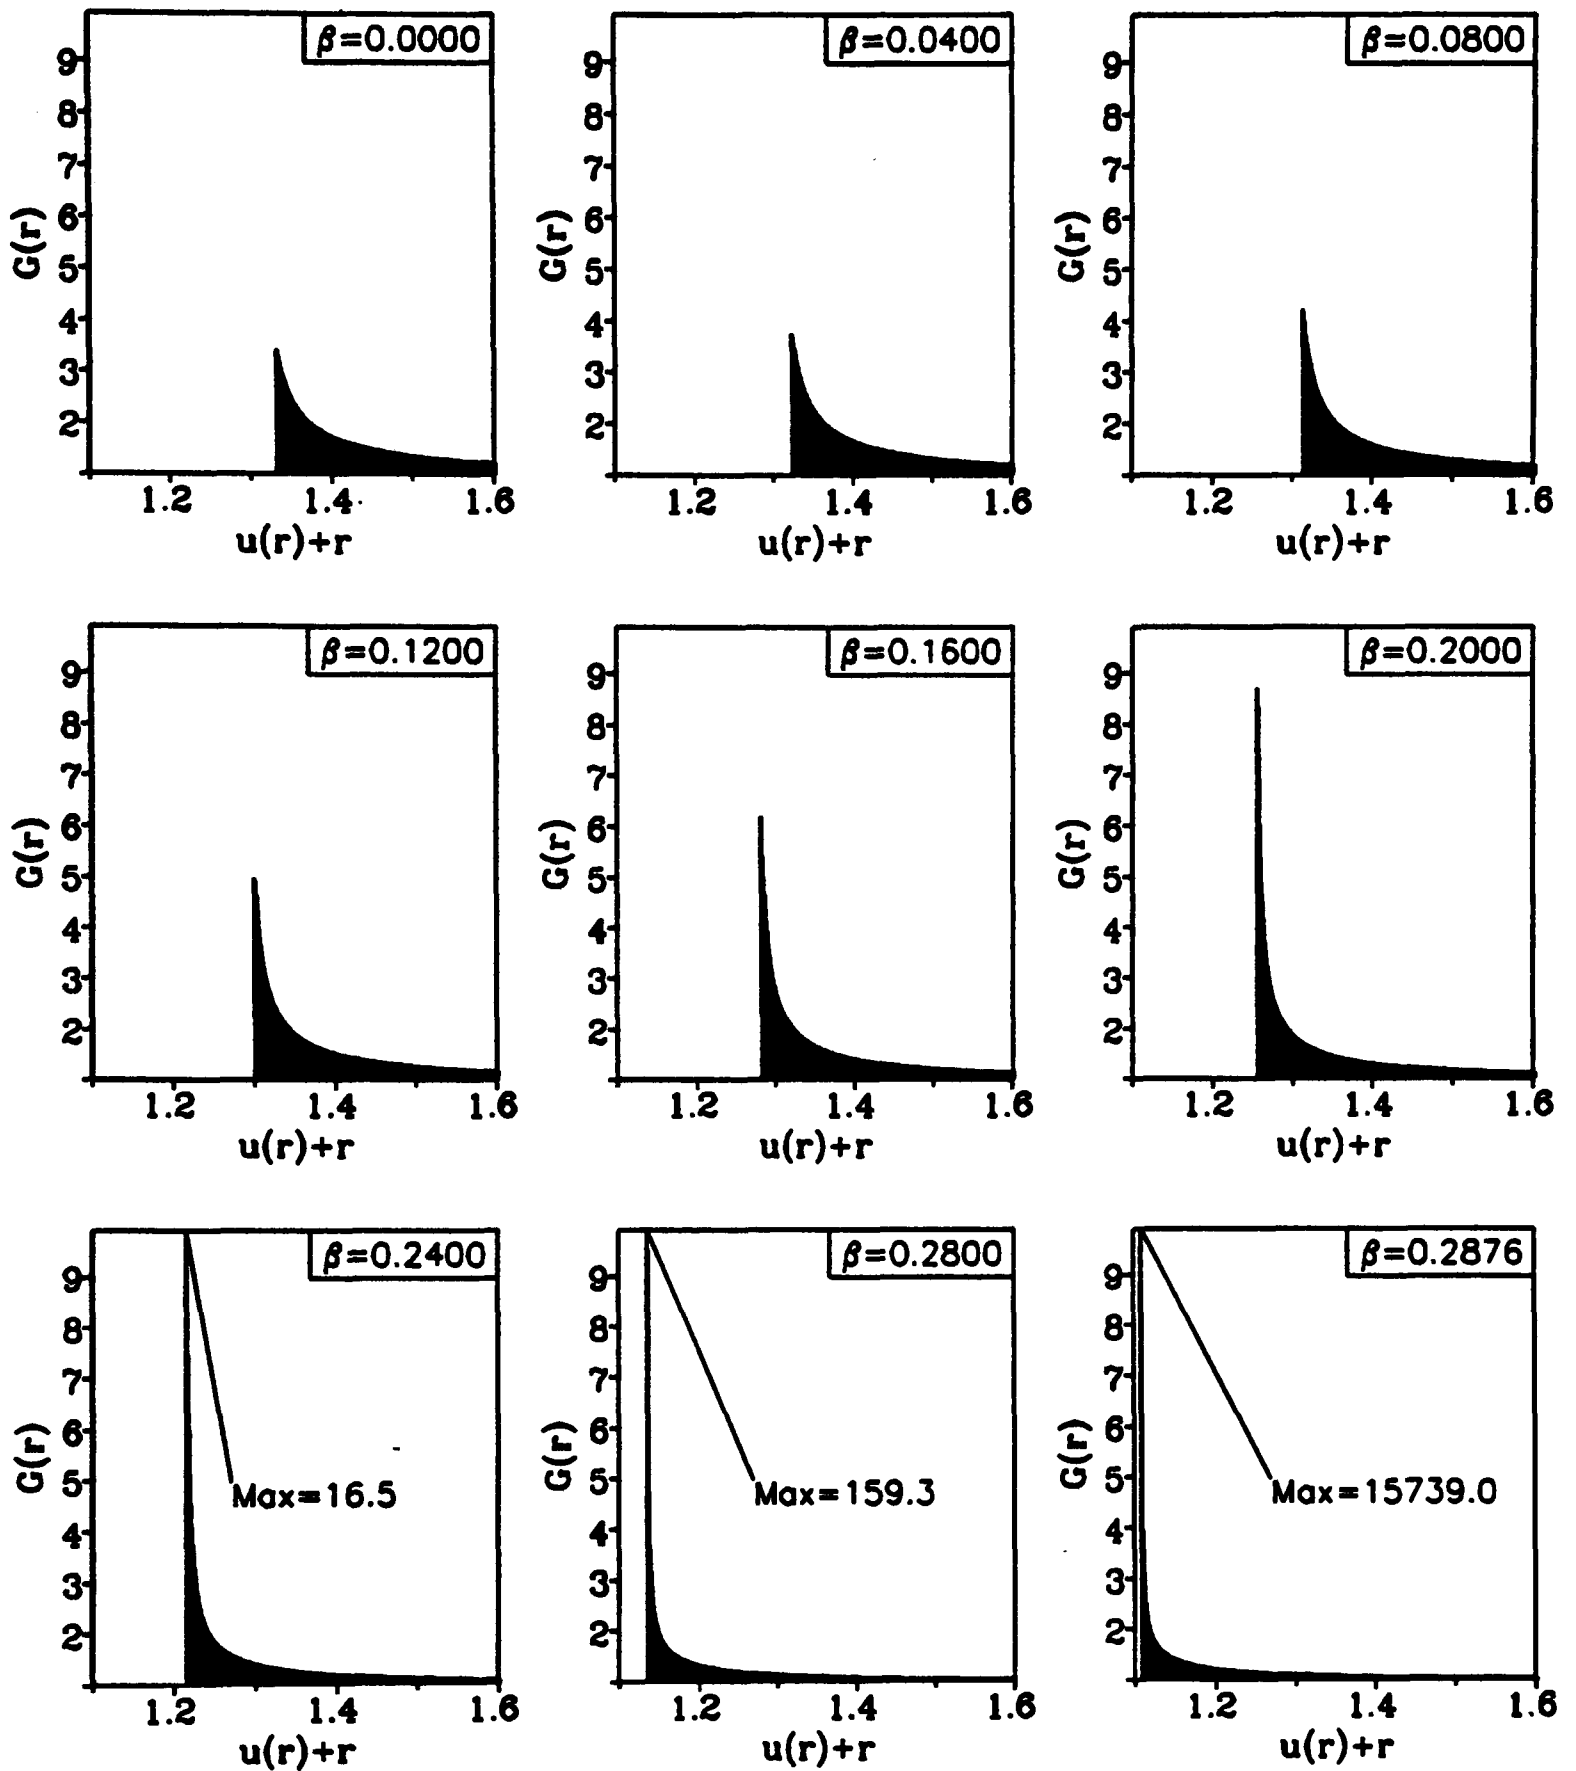 β=0.0000
9
8
7
6
5
4
3
2
G(r)
1.2 1.4 1.6
u(r)+r
β=0.0400
9
8
7
6
5
4
3
2
G(r)
1.2 1.4 1.6
u(r)+r
β=0.0800
9
8
7
6
5
4
3
2
G(r)
1.2 1.4 1.6
u(r)+r
β=0.1200
9
8
7
6
5
4
3
2
G(r)
1.2 1.4 1.6
u(r)+r
β=0.1600
9
8
7
6
5
4
3
2
G(r)
1.2 1.4 1.6
u(r)+r
β=0.2000
9
8
7
6
5
4
3
2
G(r)
1.2 1.4 1.6
u(r)+r
β=0.2400
9
8
7
6
5
4
3
2
G(r)
Max=16.5
1.2 1.4 1.6
u(r)+r
β=0.2800
9
8
7
6
5
4
3
2
G(r)
Max=159.3
1.2 1.4 1.6
u(r)+r
β=0.2876
9
8
7
6
5
4
3
2
G(r)
Max=15739.0
1.2 1.4 1.6
u(r)+r